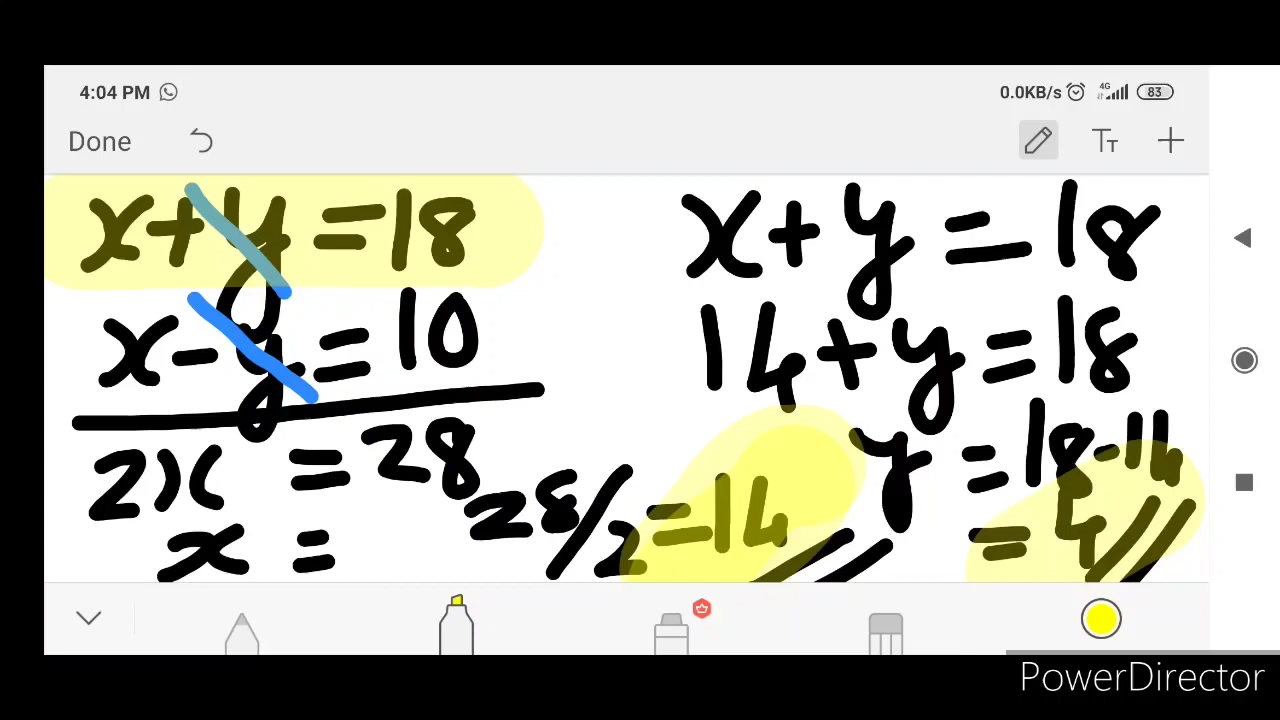 4:04 PM
0.0KB/s 4G 83
Done
x+y=18
x-y=10
2x = 28
x = 28/2=14
x+y=18
14+y=18
y=18-14
=4
PowerDirector